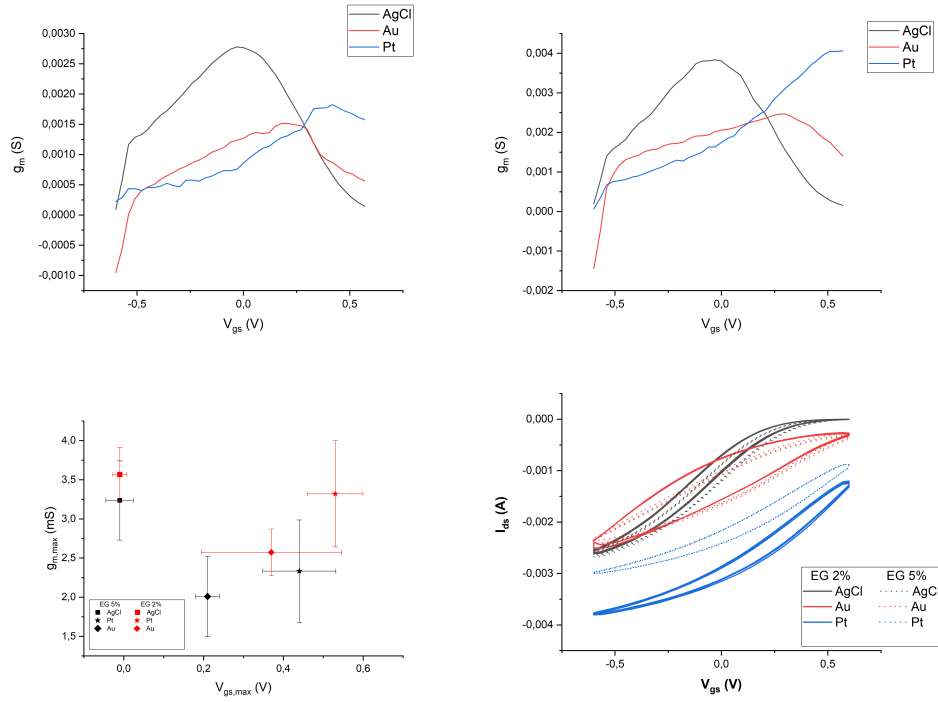 AgCl
Au
Pt
0,0030
0,0025
0,0020
0,0015
0,0010
0,0005
0,0000
-0,0005
-0,0010
g_m (S)
-0,5
0,0
0,5
V_gs (V)
AgCl
Au
Pt
0,004
0,003
0,002
0,001
0,000
-0,001
-0,002
g_m (S)
-0,5
0,0
0,5
V_gs (V)
4,0
3,5
3,0
2,5
2,0
1,5
g_m,max (mS)
EG 5% EG 2%
AgCl AgCl
Pt Pt
Au Au
0,0 0,2 0,4 0,6
V_gs,max (V)
0,000
-0,001
-0,002
-0,003
-0,004
I_ds (A)
EG 2% EG 5%
AgCl AgCl
Au Au
Pt Pt
-0,5 0,0 0,5
V_gs (V)